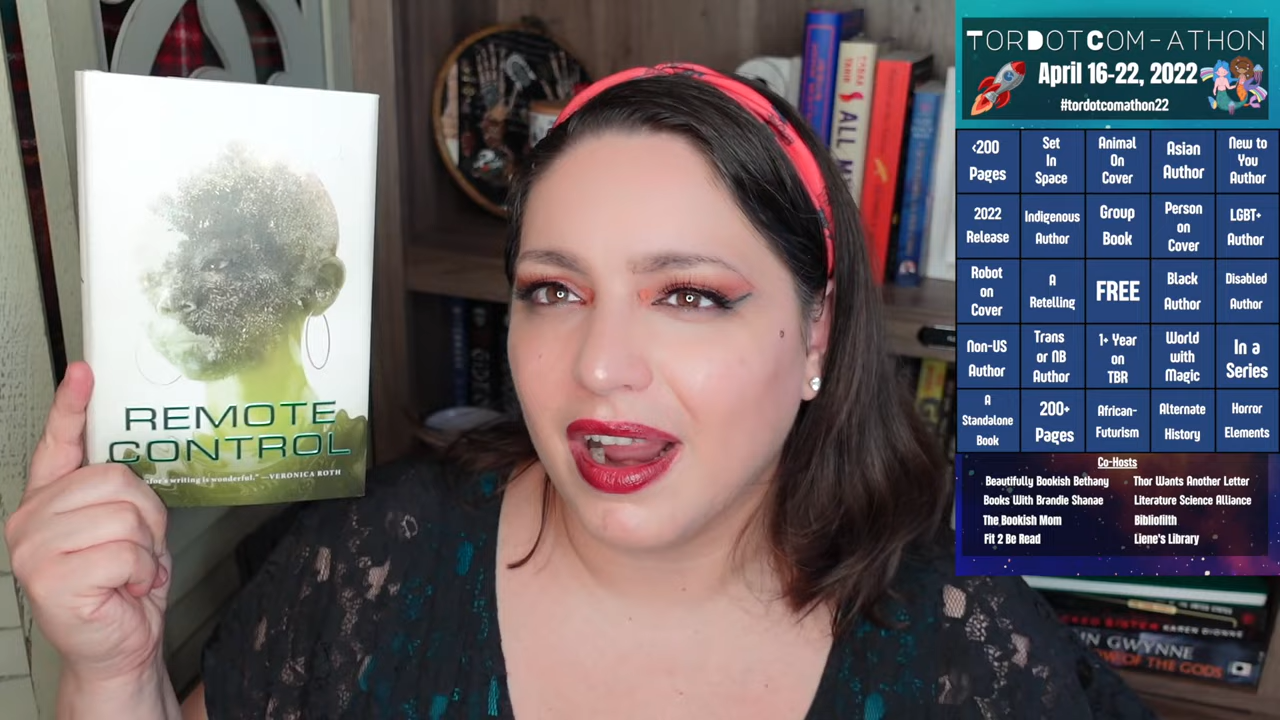 REMOTE
CONTROL
writing is wonderful." —VERONICA ROTH
ALL
TORDOTCOM-ATHON
April 16-22, 2022
#tordotcomathon22
<200
Pages
Set
In
Space
Animal
On
Cover
Asian
Author
New to
You
Author
2022
Release
Indigenous
Author
Group
Book
Person
on
Cover
LGBT+
Author
Robot
on
Cover
A
Retelling
FREE
Black
Author
Disabled
Author
Non-US
Author
Trans
or NB
Author
1+ Year
on
TBR
World
with
Magic
In a
Series
A
Standalone
Book
200+
Pages
African-
Futurism
Alternate
History
Horror
Elements
Co-Hosts
Beautifully Bookish Bethany
Thor Wants Another Letter
Books With Brandie Shanae
Literature Science Alliance
The Bookish Mom
Bibliofilth
Fit 2 Be Read
Liene's Library
KAREN DIONNE
GWYNNE
OF THE GODS